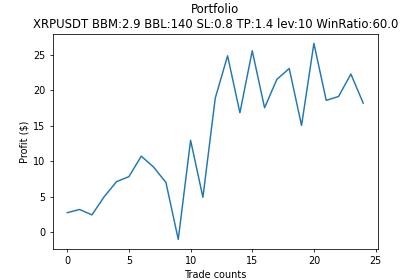 Portfolio
XRPUSDT BBM:2.9 BBL:140 SL:0.8 TP:1.4 lev:10 WinRatio:60.0
25
20
15
10
5
0
Profit ($)
0 5 10 15 20 25
Trade counts